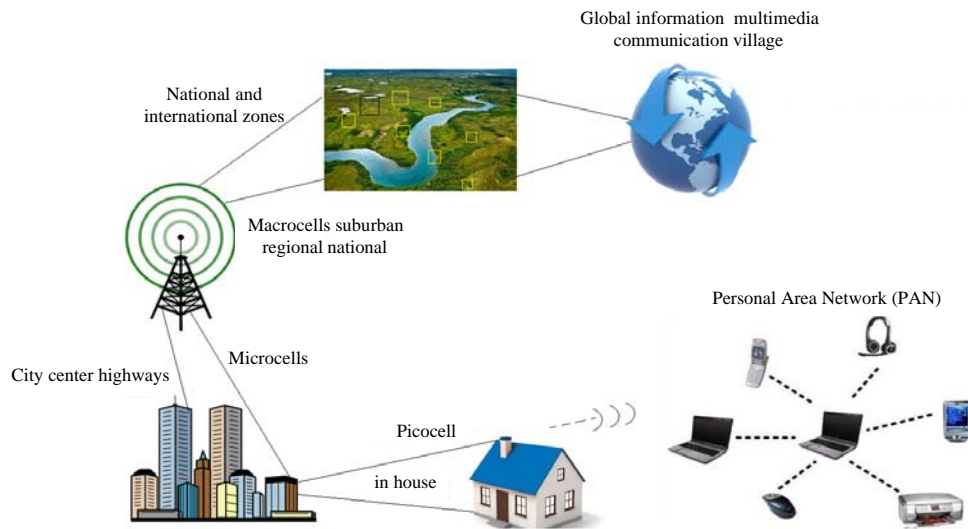 Global information multimedia
communication village
National and
international zones
Macrocells suburban
regional national
Personal Area Network (PAN)
Microcells
City center highways
Picocell
in house